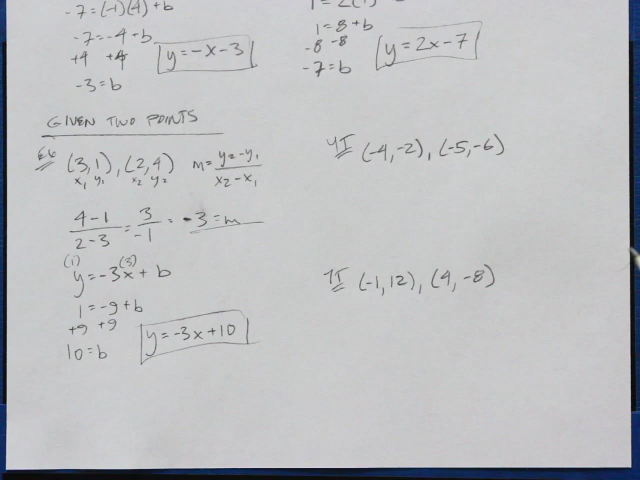 -7=(-1)(4)+b
-7=-4+b
+4 +4
-3=b
y=-x-3
1=8+b
-8 -8
-7=b
y=2x-7
GIVEN TWO POINTS
EX (3,1), (2,4) m=y2-y1/x2-x1
x1 y1 x2 y2
4-1/2-3=3/-1=-3=m
(1) (3)
y=-3x+b
1=-9+b
+9 +9
10=b
y=-3x+10
YT (-4,-2), (-5,-6)
YT (-1,12), (4,-8)